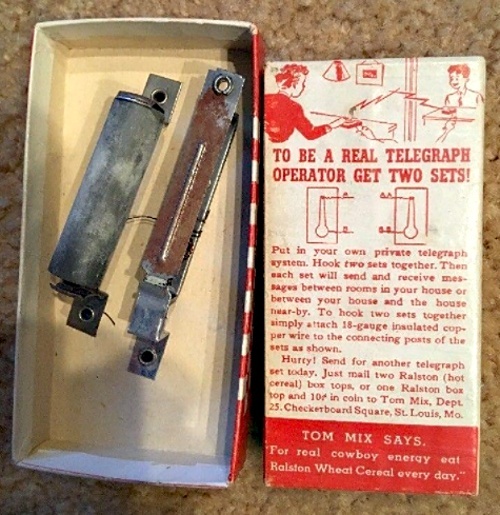 TO BE A REAL TELEGRAPH
OPERATOR GET TWO SETS!
Put in your own private telegraph
system. Hook two sets together. Then
each set will send and receive mes-
sages between rooms in your house or
between your house and the house
near-by. To hook two sets together
simply attach 18-gauge insulated cop-
per wire to the connecting posts of the
sets as shown.
Hurry! Send for another telegraph
set today. Just mail two Ralston (hot
cereal) box tops, or one Ralston box
top and 10¢ in coin to Tom Mix, Dept.
25, Checkerboard Square, St. Louis, Mo.
TOM MIX SAYS,
"For real cowboy energy eat
Ralston Wheat Cereal every day."